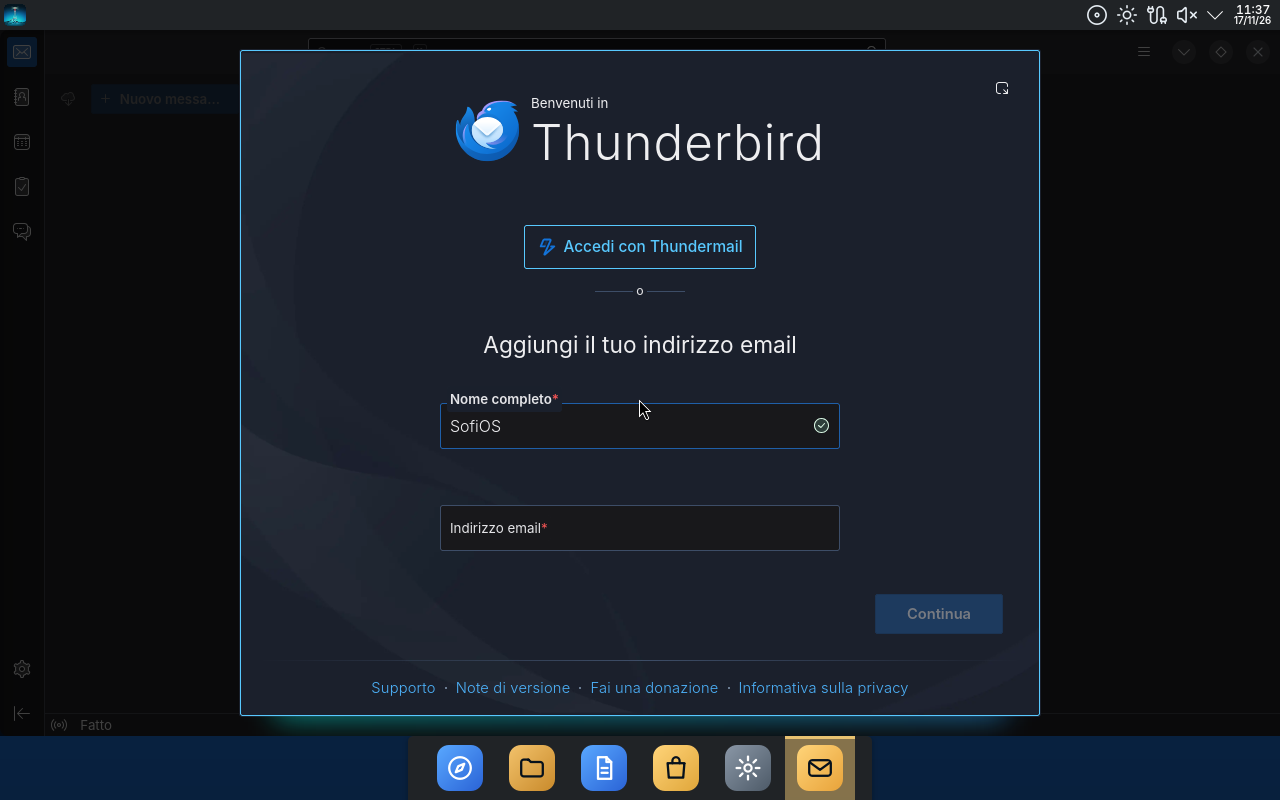 11:37
17/11/26
Nuovo messa...
Benvenuti in
Thunderbird
Accedi con Thundermail
o
Aggiungi il tuo indirizzo email
Nome completo*
SofiOS
Indirizzo email*
Continua
Supporto · Note di versione · Fai una donazione · Informativa sulla privacy
Fatto